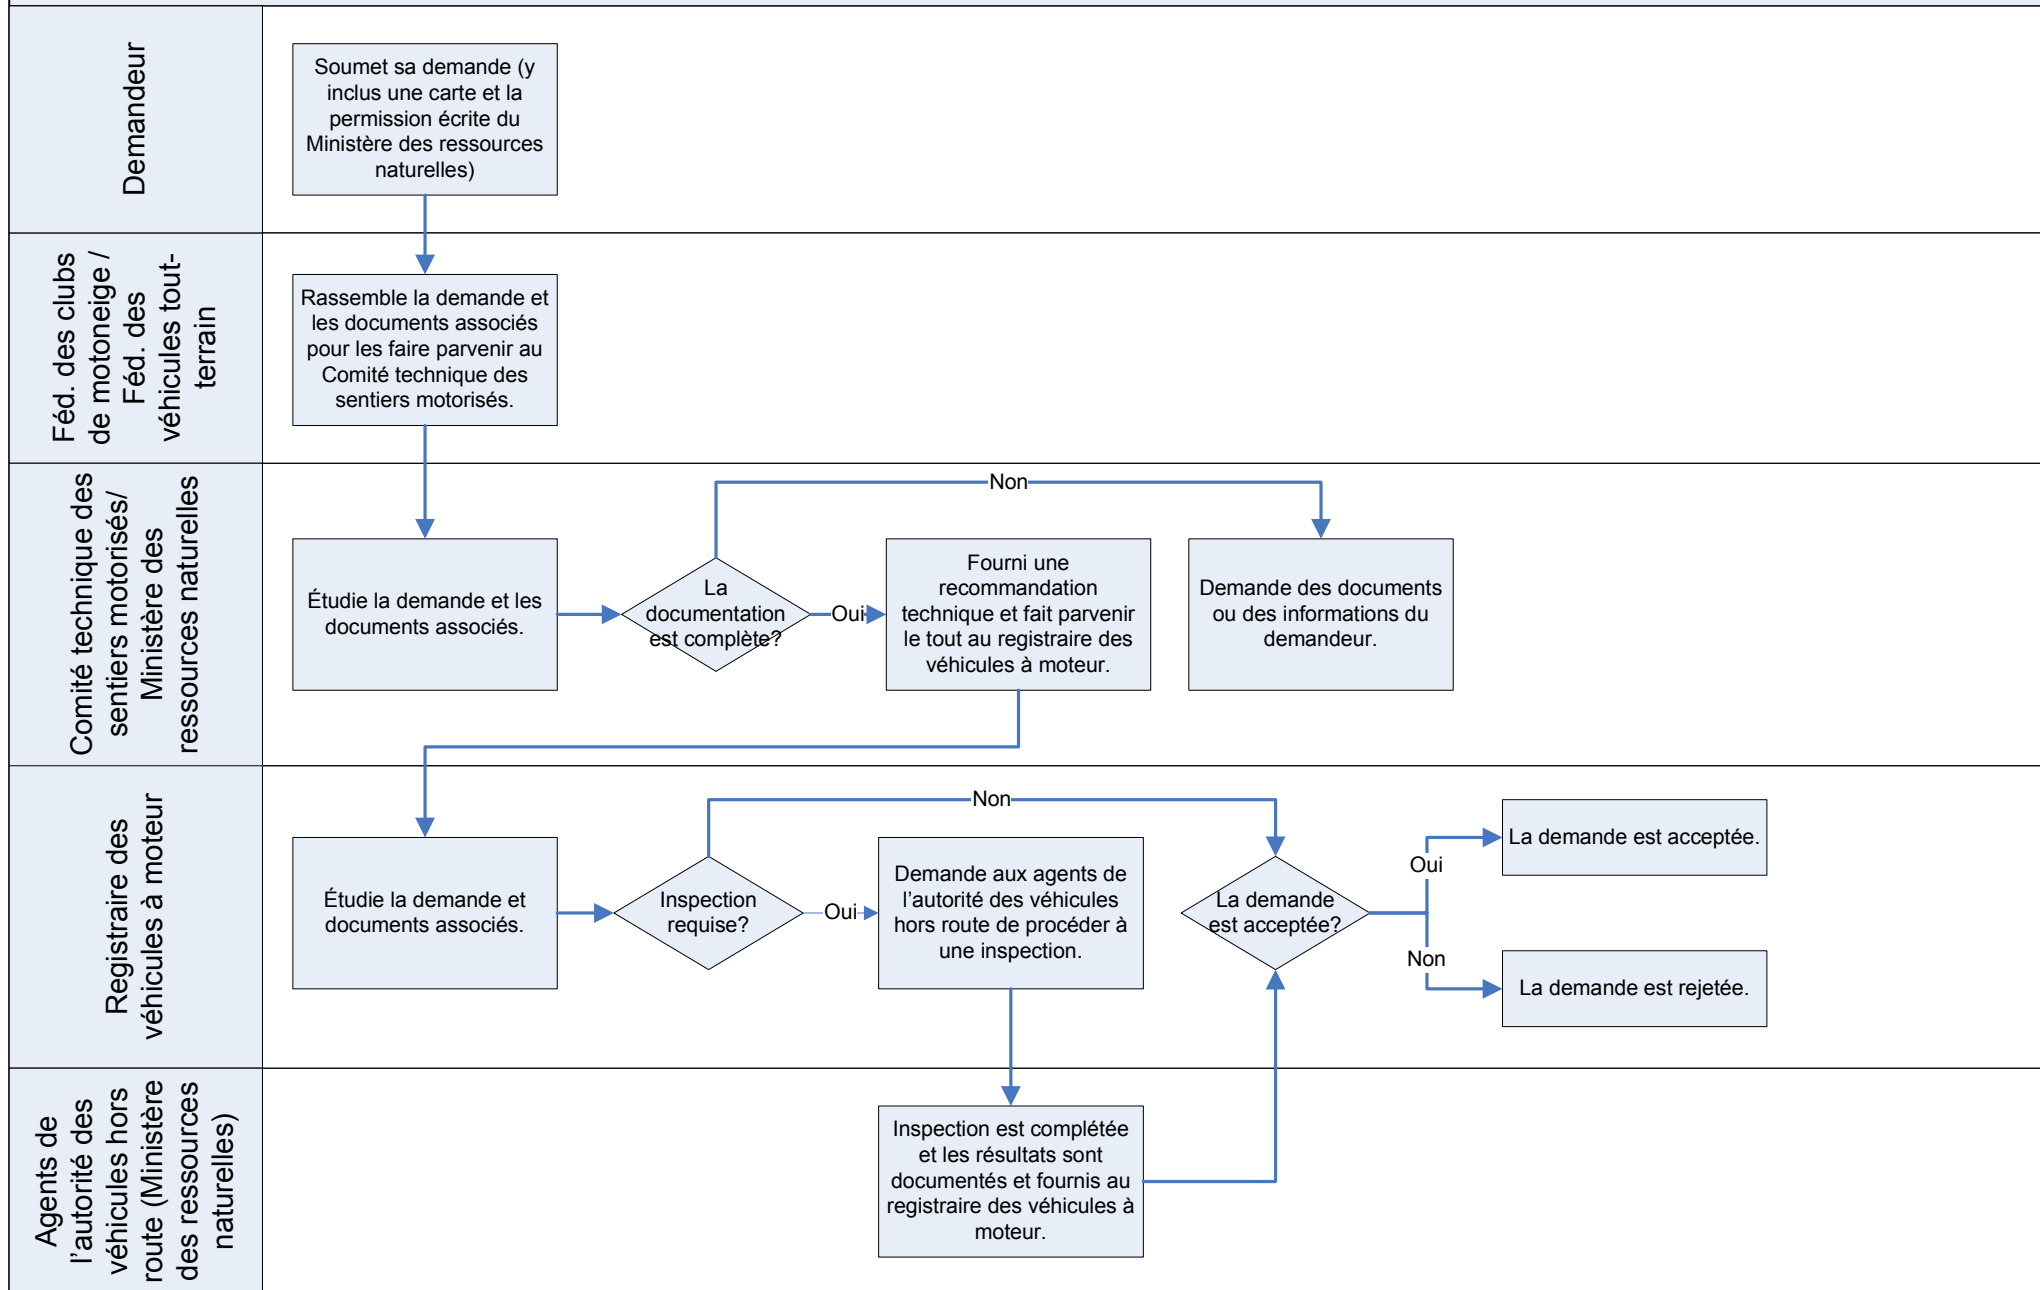 Demandeur
Soumet sa demande (y
inclus une carte et la
permission écrite du
Ministère des ressources
naturelles)
Féd. des clubs
de motoneige /
Féd. des
véhicules tout-
terrain
Rassemble la demande et
les documents associés
pour les faire parvenir au
Comité technique des
sentiers motorisés.
Comité technique des
sentiers motorisés/
Ministère des
ressources naturelles
Étudie la demande et les
documents associés.
La
documentation
est complète?
Non
Oui
Fourni une
recommandation
technique et fait parvenir
le tout au registraire des
véhicules à moteur.
Demande des documents
ou des informations du
demandeur.
Registraire des
véhicules à moteur
Étudie la demande et
documents associés.
Inspection
requise?
Non
Oui
Demande aux agents de
l'autorité des véhicules
hors route de procéder à
une inspection.
La demande
est acceptée?
Oui
La demande est acceptée.
Non
La demande est rejetée.
Agents de
l'autorité des
véhicules hors
route (Ministère
des ressources
naturelles)
Inspection est complétée
et les résultats sont
documentés et fournis au
registraire des véhicules à
moteur.